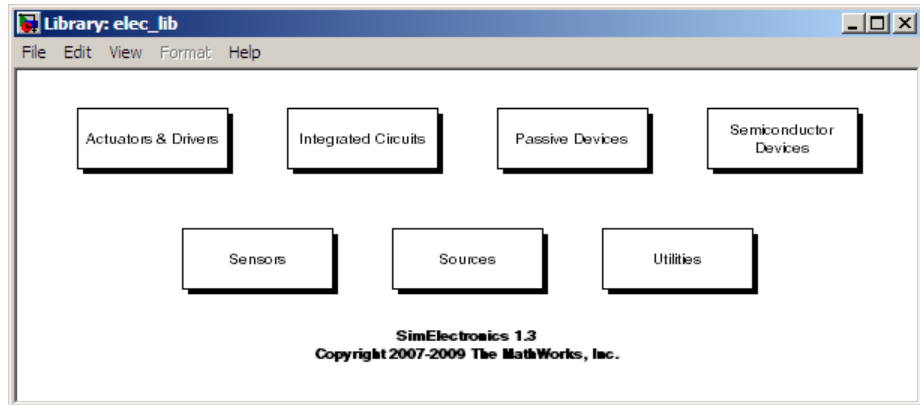 Library: elec_lib
File Edit View Format Help
Actuators & Drivers
Integrated Circuits
Passive Devices
Semiconductor
Devices
Sensors
Sources
Utilities
SimElectronics 1.3
Copyright 2007-2009 The MathWorks, Inc.